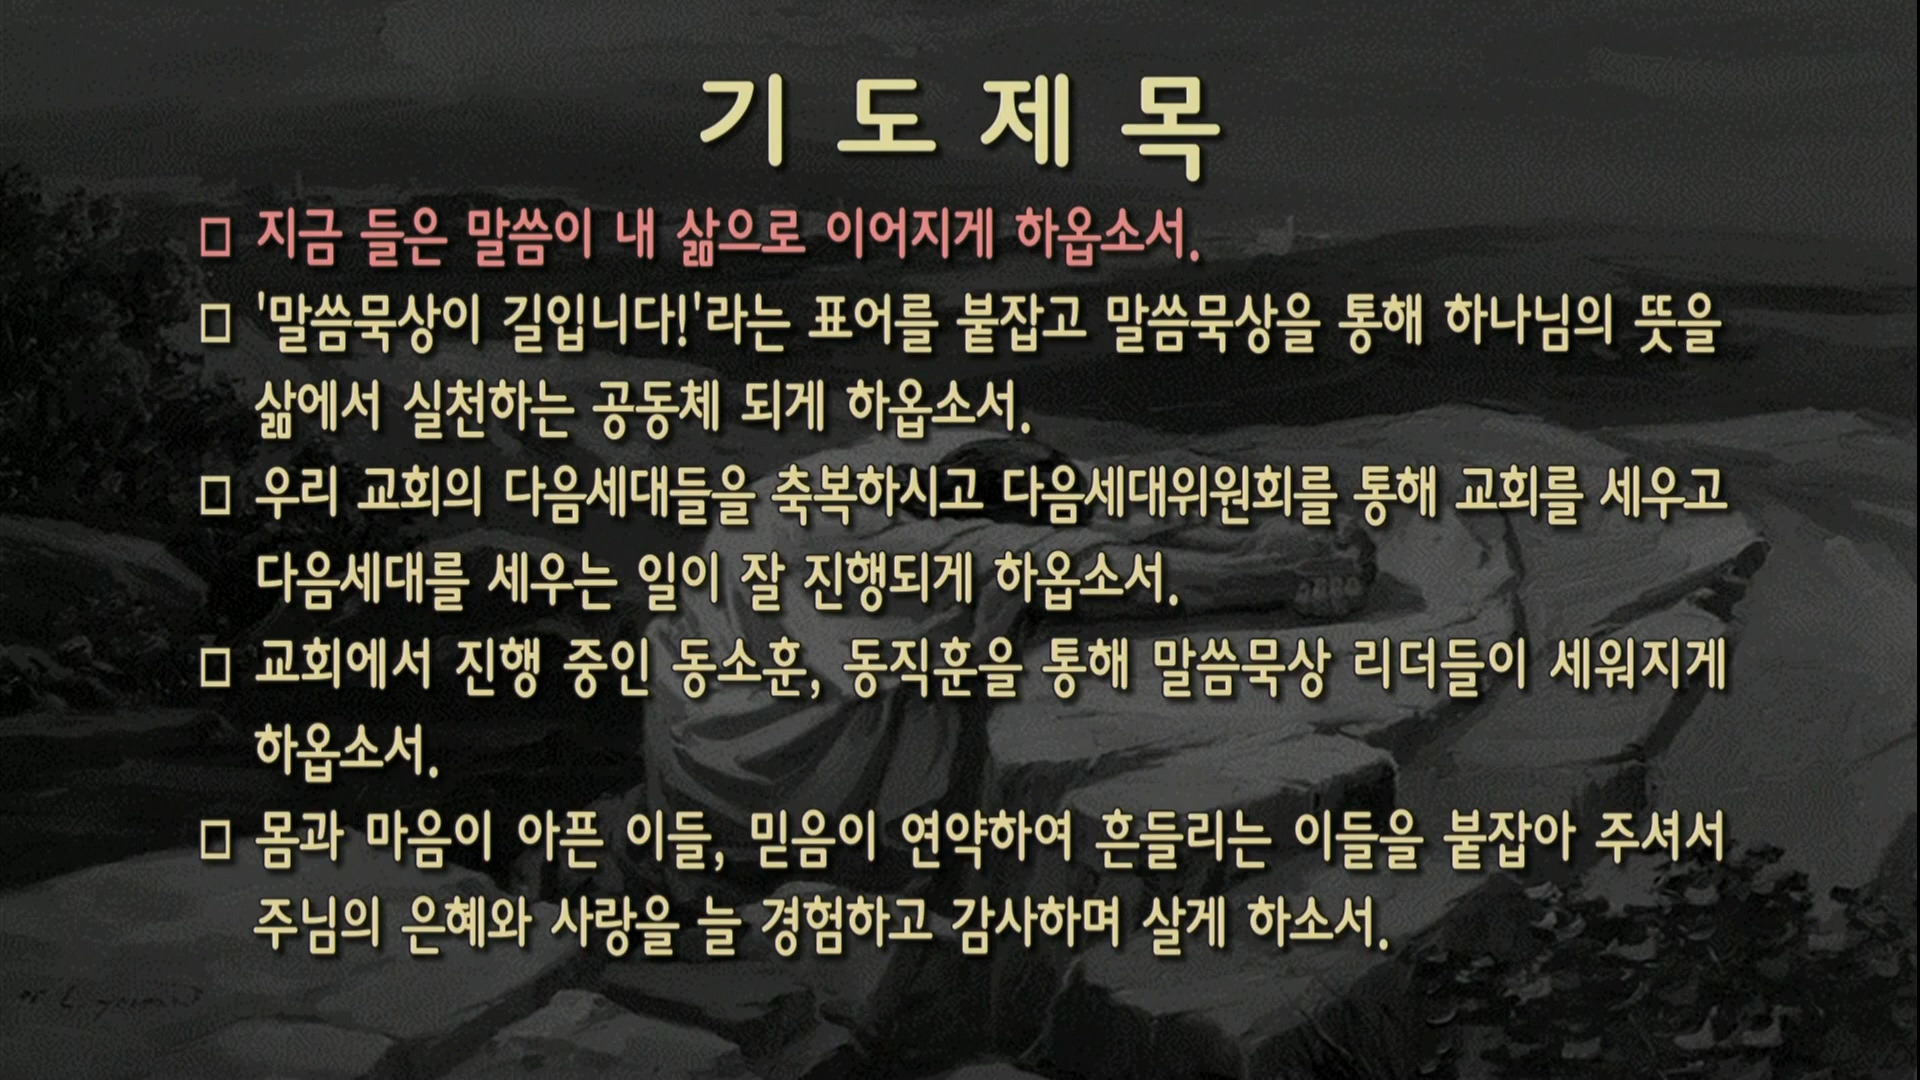 기도제목
□ 지금 들은 말씀이 내 삶으로 이어지게 하옵소서.
□ '말씀묵상이 길입니다!'라는 표어를 붙잡고 말씀묵상을 통해 하나님의 뜻을
삶에서 실천하는 공동체 되게 하옵소서.
□ 우리 교회의 다음세대들을 축복하시고 다음세대위원회를 통해 교회를 세우고
다음세대를 세우는 일이 잘 진행되게 하옵소서.
□ 교회에서 진행 중인 동소훈, 동직훈을 통해 말씀묵상 리더들이 세워지게
하옵소서.
□ 몸과 마음이 아픈 이들, 믿음이 연약하여 흔들리는 이들을 붙잡아 주셔서
주님의 은혜와 사랑을 늘 경험하고 감사하며 살게 하소서.